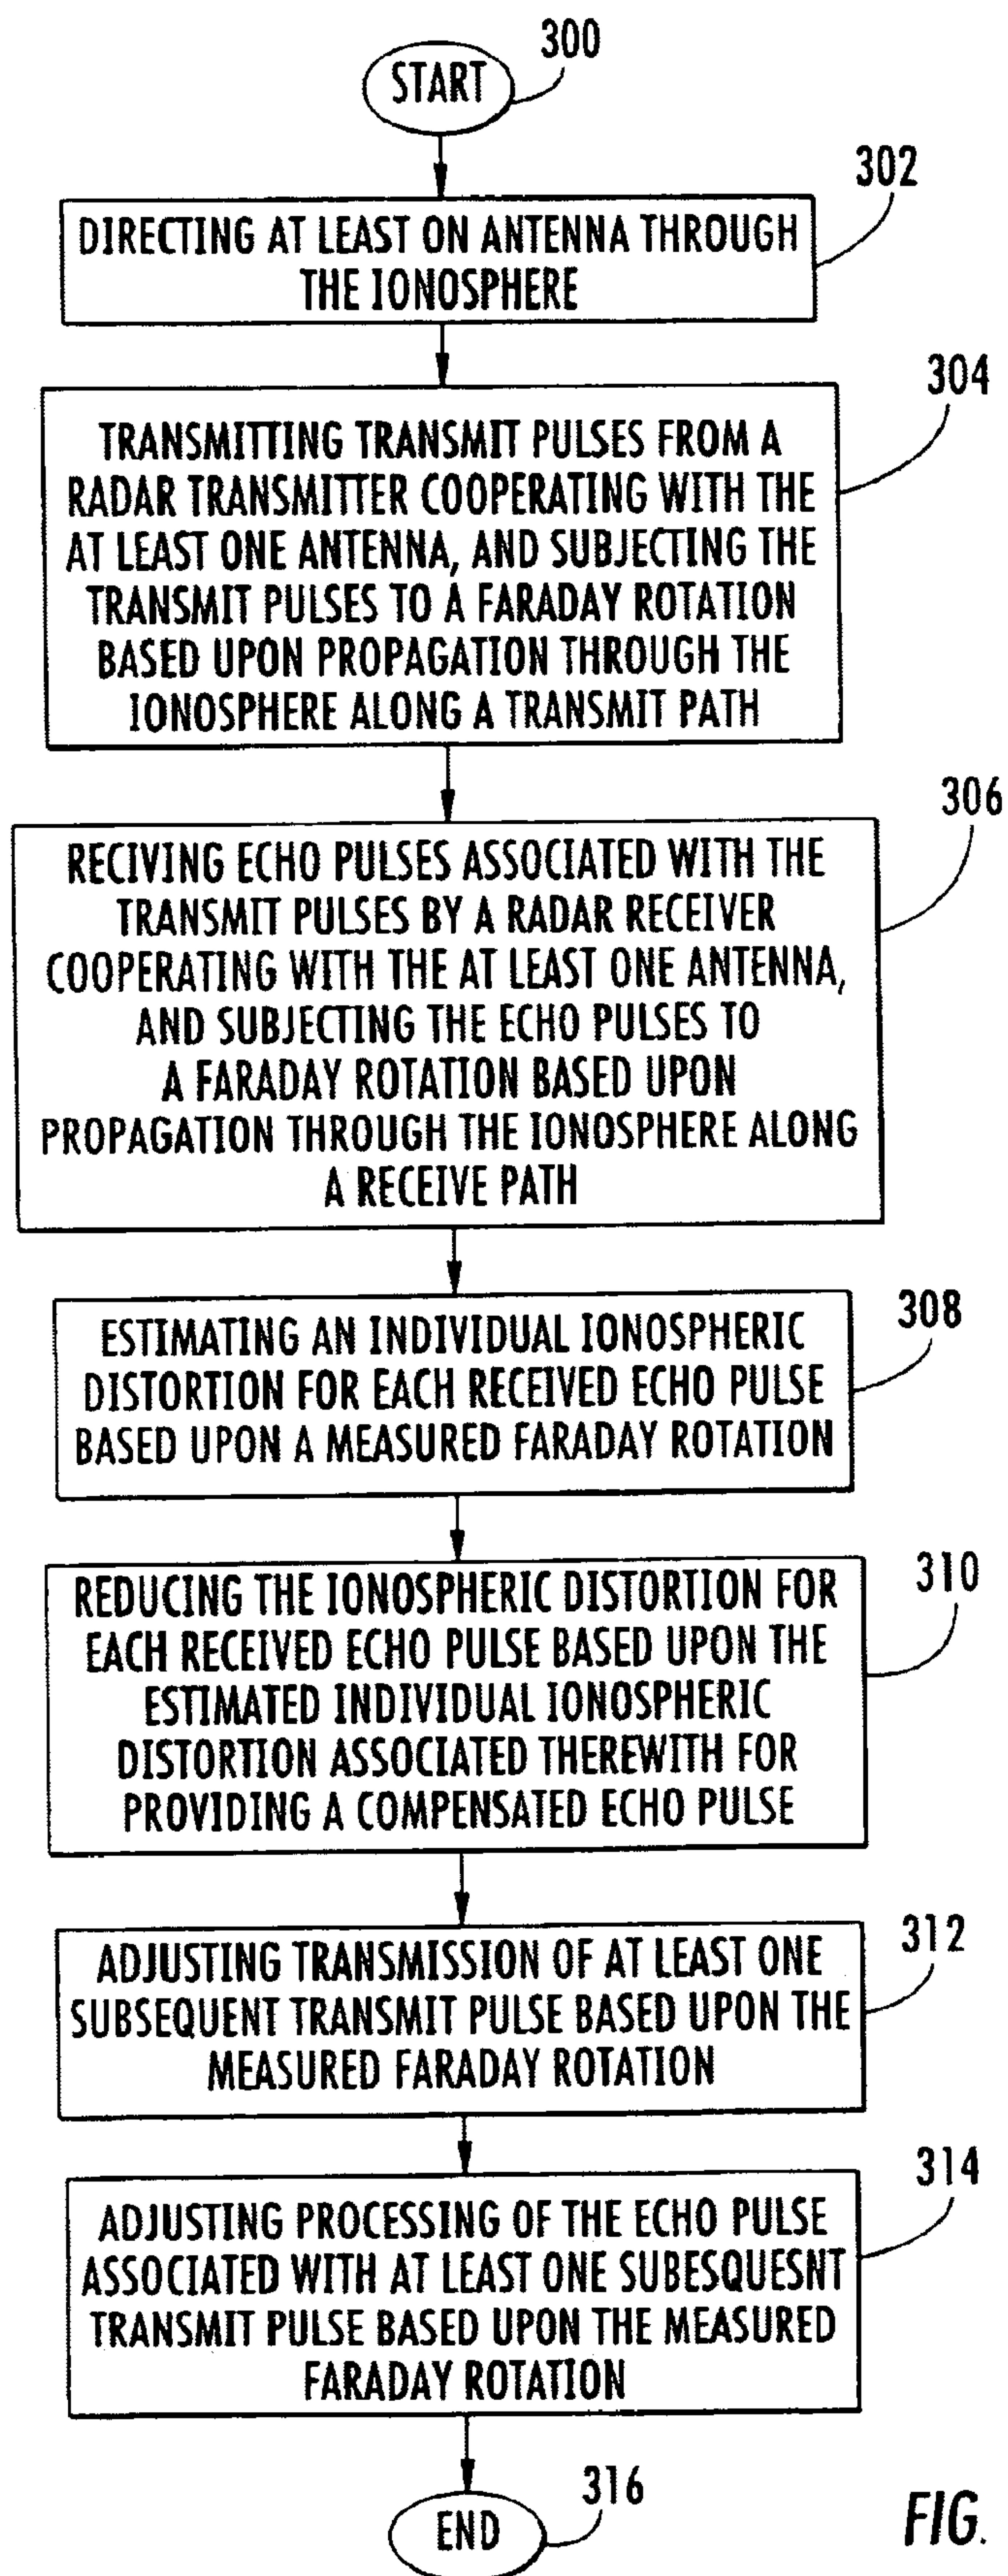 300
START
302
DIRECTING AT LEAST ON ANTENNA THROUGH
THE IONOSPHERE
304
TRANSMITTING TRANSMIT PULSES FROM A
RADAR TRANSMITTER COOPERATING WITH THE
AT LEAST ONE ANTENNA, AND SUBJECTING THE
TRANSMIT PULSES TO A FARADAY ROTATION
BASED UPON PROPAGATION THROUGH THE
IONOSPHERE ALONG A TRANSMIT PATH
306
RECIVING ECHO PULSES ASSOCIATED WITH THE
TRANSMIT PULSES BY A RADAR RECEIVER
COOPERATING WITH THE AT LEAST ONE ANTENNA,
AND SUBJECTING THE ECHO PULSES TO
A FARADAY ROTATION BASED UPON
PROPAGATION THROUGH THE IONOSPHERE ALONG
A RECEIVE PATH
308
ESTIMATING AN INDIVIDUAL IONOSPHERIC
DISTORTION FOR EACH RECEIVED ECHO PULSE
BASED UPON A MEASURED FARADAY ROTATION
310
REDUCING THE IONOSPHERIC DISTORTION FOR
EACH RECEIVED ECHO PULSE BASED UPON THE
ESTIMATED INDIVIDUAL IONOSPHERIC
DISTORTION ASSOCIATED THEREWITH FOR
PROVIDING A COMPENSATED ECHO PULSE
312
ADJUSTING TRANSMISSION OF AT LEAST ONE
SUBSEQUENT TRANSMIT PULSE BASED UPON THE
MEASURED FARADAY ROTATION
314
ADJUSTING PROCESSING OF THE ECHO PULSE
ASSOCIATED WITH AT LEAST ONE SUBESQUESNT
TRANSMIT PULSE BASED UPON THE MEASURED
FARADAY ROTATION
316
END
FIG.